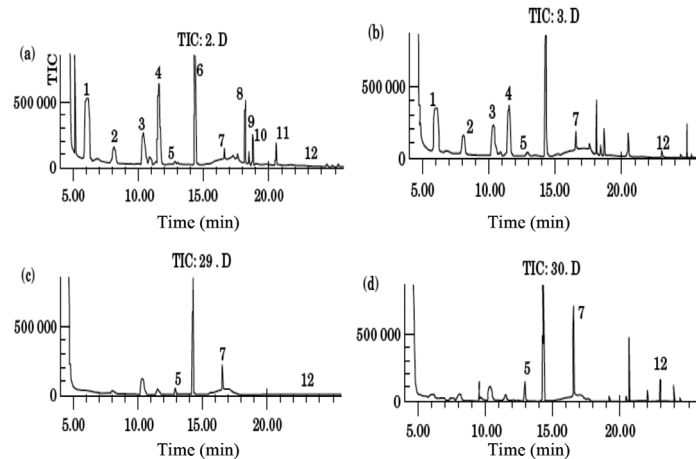 (a)
TIC: 2. D
TIC
500 000
1
2
3
4
5
6
7
8
9
10
11
12
5.00 10.00 15.00 20.00
Time (min)
(b)
TIC: 3. D
500 000
0
1
2
3
4
5
7
12
5.00 10.00 15.00 20.00
Time (min)
(c)
TIC: 29 . D
500 000
0
5
7
12
5.00 10.00 15.00 20.00
Time (min)
(d)
TIC: 30. D
500 000
0
5
7
12
5.00 10.00 15.00 20.00
Time (min)